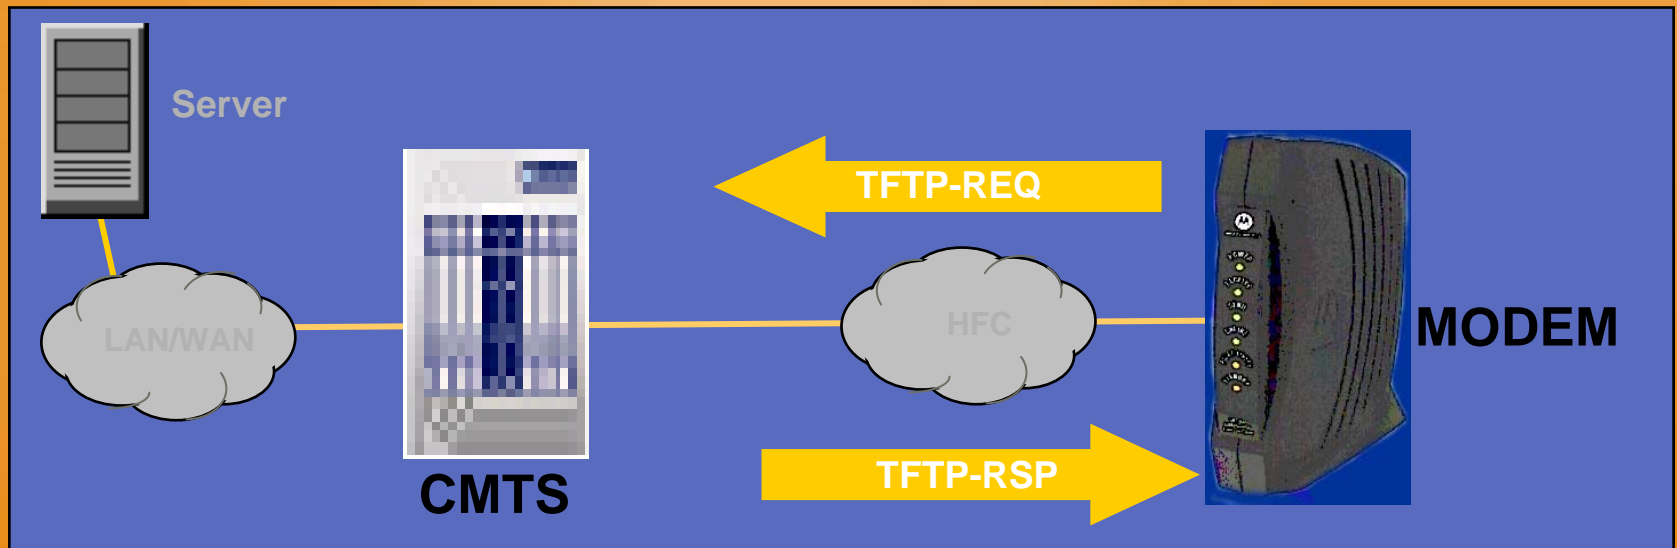 Server
TFTP-REQ
LAN/WAN
HFC
MODEM
TFTP-RSP
CMTS